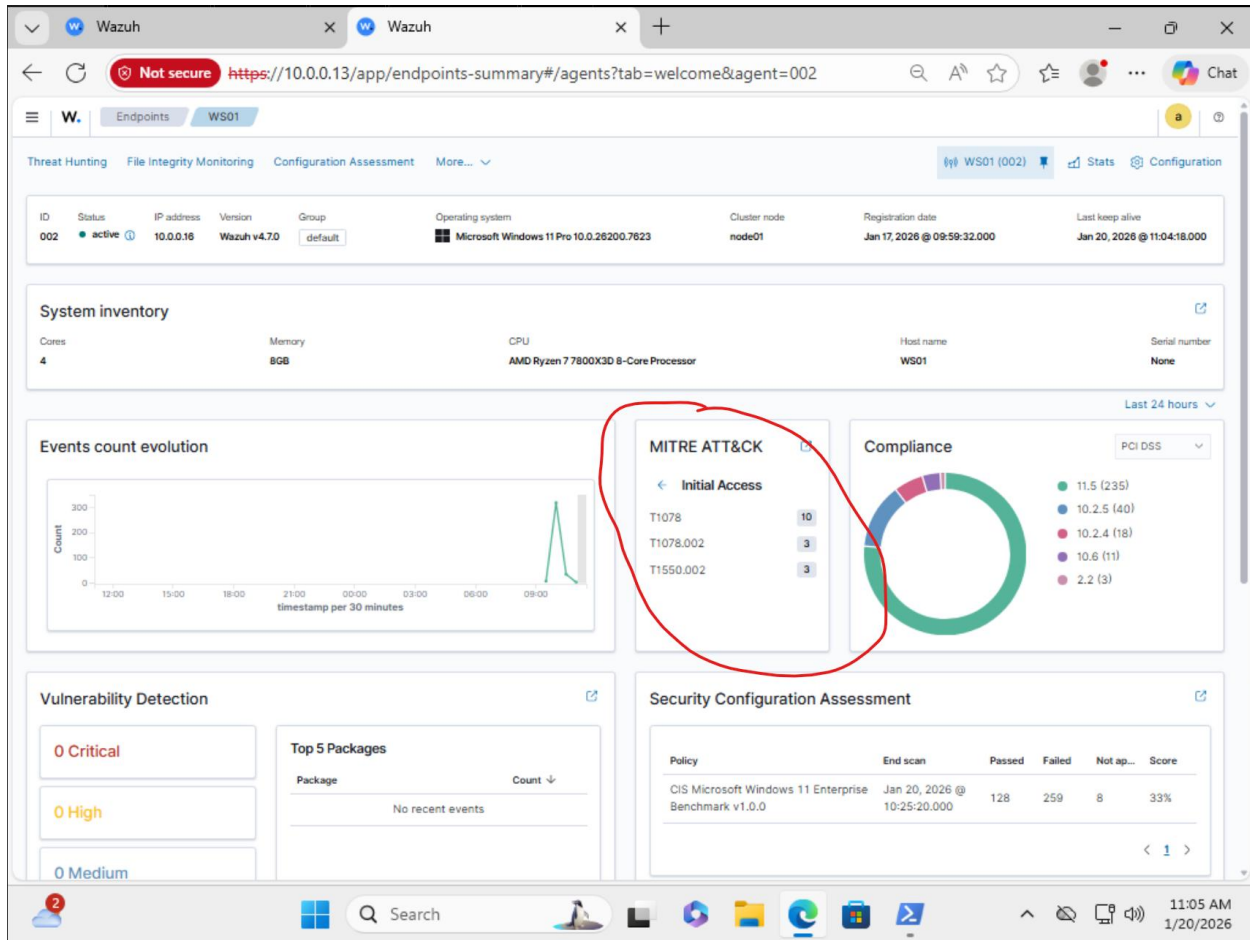 Wazuh Wazuh
Not secure https://10.0.0.13/app/endpoints-summary#/agents?tab=welcome&agent=002 Chat
W. Endpoints WS01 a
Threat Hunting File Integrity Monitoring Configuration Assessment More... WS01 (002) Stats Configuration
ID Status IP address Version Group Operating system Cluster node Registration date Last keep alive
002 active 10.0.0.16 Wazuh v4.7.0 default Microsoft Windows 11 Pro 10.0.26200.7623 node01 Jan 17, 2026 @ 09:59:32.000 Jan 20, 2026 @ 11:04:18.000
System inventory
Cores Memory CPU Host name Serial number
4 8GB AMD Ryzen 7 7800X3D 8-Core Processor WS01 None
Last 24 hours
Events count evolution
300
200
100
0
Count
12:00 15:00 18:00 21:00 00:00 03:00 06:00 09:00
timestamp per 30 minutes
MITRE ATT&CK
Initial Access
T1078 10
T1078.002 3
T1550.002 3
Compliance PCI DSS
11.5 (235)
10.2.5 (40)
10.2.4 (18)
10.6 (11)
2.2 (3)
Vulnerability Detection
0 Critical
0 High
0 Medium
Top 5 Packages
Package Count
No recent events
Security Configuration Assessment
Policy End scan Passed Failed Not ap... Score
CIS Microsoft Windows 11 Enterprise Jan 20, 2026 @ 128 259 8 33%
Benchmark v1.0.0 10:25:20.000
1
2 Search 11:05 AM
1/20/2026